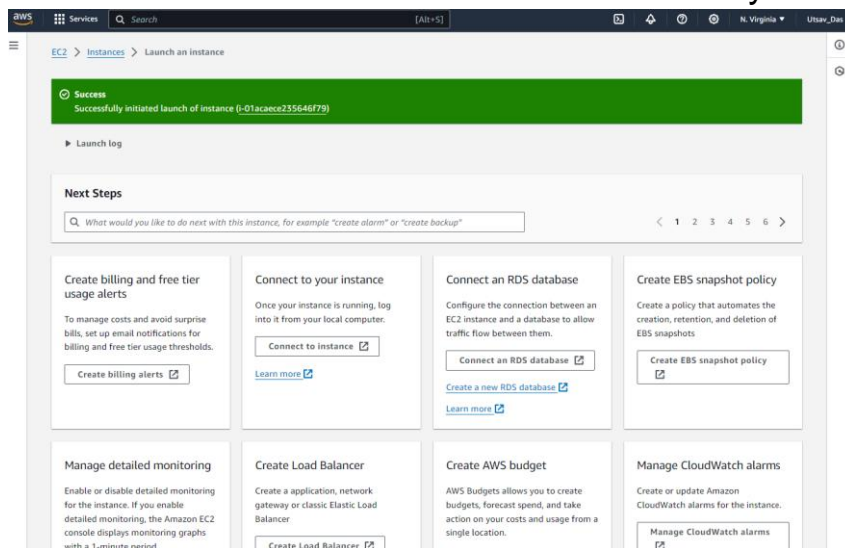 aws Services Search [Alt+S] N. Virginia ▼ Utsav_Das
EC2 > Instances > Launch an instance
Success
Successfully initiated launch of instance (i-01acaece235646f79)
▶ Launch log
Next Steps
What would you like to do next with this instance, for example "create alarm" or "create backup"
< 1 2 3 4 5 6 >
Create billing and free tier
usage alerts
To manage costs and avoid surprise
bills, set up email notifications for
billing and free tier usage thresholds.
Create billing alerts
Connect to your instance
Once your instance is running, log
into it from your local computer.
Connect to instance
Learn more
Connect an RDS database
Configure the connection between an
EC2 instance and a database to allow
traffic flow between them.
Connect an RDS database
Create a new RDS database
Learn more
Create EBS snapshot policy
Create a policy that automates the
creation, retention, and deletion of
EBS snapshots
Create EBS snapshot policy
Manage detailed monitoring
Enable or disable detailed monitoring
for the instance. If you enable
detailed monitoring, the Amazon EC2
console displays monitoring graphs
with a 1-minute period.
Create Load Balancer
Create a application, network
gateway or classic Elastic Load
Balancer
Create Load Balancer
Create AWS budget
AWS Budgets allows you to create
budgets, forecast spend, and take
action on your costs and usage from a
single location.
Manage CloudWatch alarms
Create or update Amazon
CloudWatch alarms for the instance.
Manage CloudWatch alarms